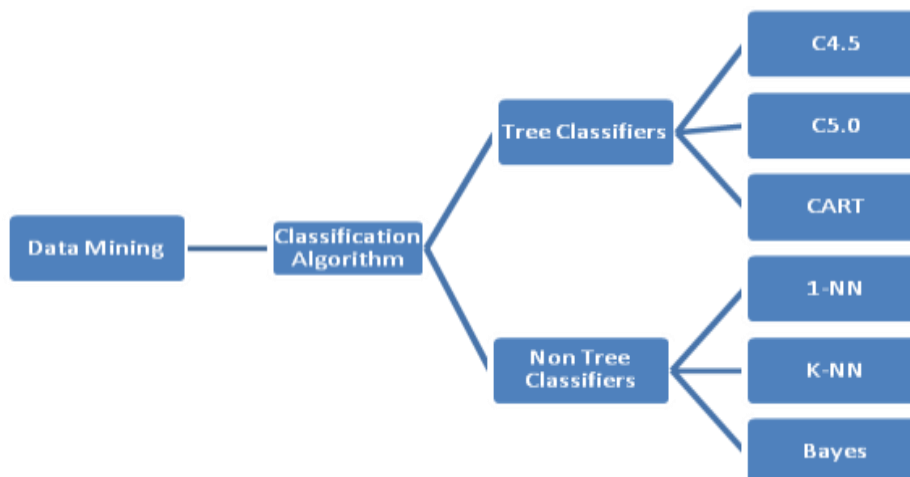 Data Mining
Classification
Algorithm
Tree Classifiers
C4.5
C5.0
CART
Non Tree
Classifiers
1-NN
K-NN
Bayes